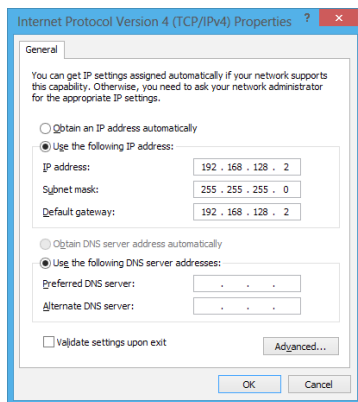 Internet Protocol Version 4 (TCP/IPv4) Properties ? ×
General
You can get IP settings assigned automatically if your network supports
this capability. Otherwise, you need to ask your network administrator
for the appropriate IP settings.
Obtain an IP address automatically
Use the following IP address:
IP address: 192 . 168 . 128 . 2
Subnet mask: 255 . 255 . 255 . 0
Default gateway: 192 . 168 . 128 . 2
Obtain DNS server address automatically
Use the following DNS server addresses:
Preferred DNS server: . . .
Alternate DNS server: . . .
Validate settings upon exit
Advanced...
OK Cancel